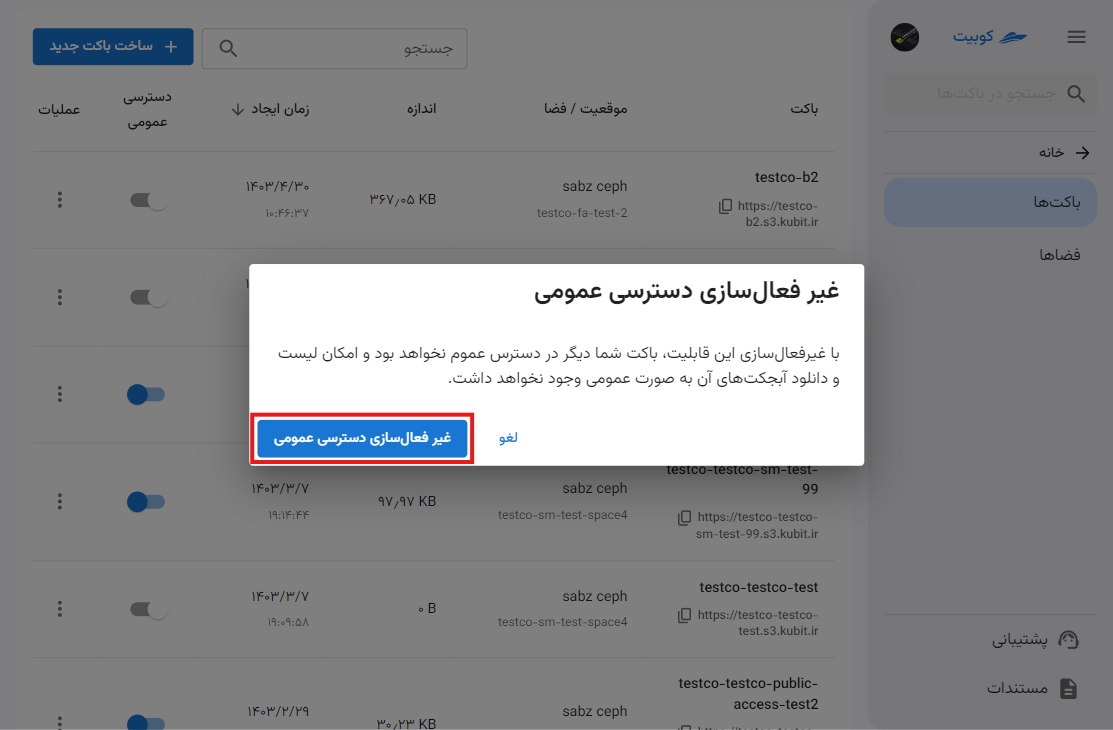 کوبیت
جستجو در باکت‌ها
خانه
باکت‌ها
فضاها
پشتیبانی
مستندات
جستجو
ساخت باکت جدید +
باکت
موقعیت / فضا
اندازه
زمان ایجاد
دسترسی
عمومی
عملیات
testco-b2
https://testco-
b2.s3.kubit.ir
sabz ceph
testco-fa-test-2
۳۶۷٫۰۵ KB
۱۴۰۳/۴/۳۰
۱۰:۴۶:۳۷
غیر فعال‌سازی دسترسی عمومی
با غیرفعال‌سازی این قابلیت، باکت شما دیگر در دسترس عموم نخواهد بود و امکان لیست
و دانلود آبجکت‌های آن به صورت عمومی وجود نخواهد داشت.
لغو
غیر فعال‌سازی دسترسی عمومی
testco-testco-sm-test-
99
https://testco-testco-
sm-test-99.s3.kubit.ir
sabz ceph
testco-sm-test-space4
۹۷٫۹۷ KB
۱۴۰۳/۳/۷
۱۹:۱۴:۴۴
testco-testco-test
https://testco-testco-
test.s3.kubit.ir
sabz ceph
testco-sm-test-space4
۰ B
۱۴۰۳/۳/۷
۱۹:۰۹:۵۸
testco-testco-public-
access-test2
sabz ceph
۳۰٫۲۳ KB
۱۴۰۳/۲/۲۹